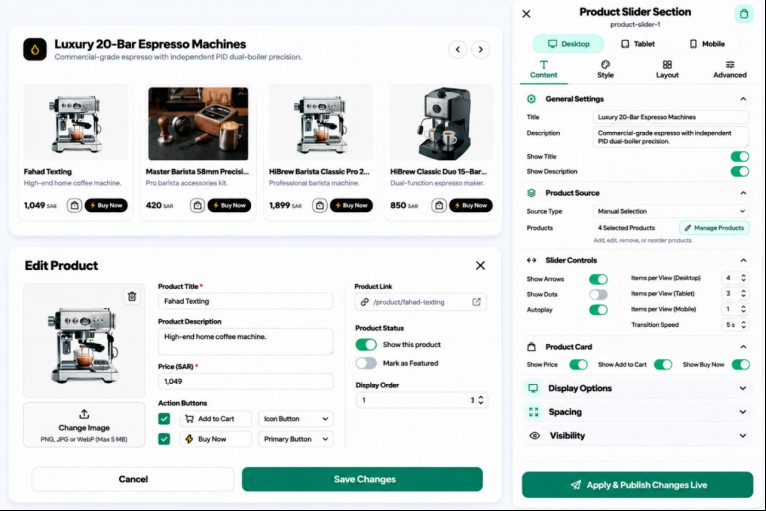 Luxury 20-Bar Espresso Machines
Commercial-grade espresso with independent PID dual-boiler precision.
Fahad Texting
High-end home coffee machine.
1,049 SAR
Buy Now
Master Barista 58mm Precisi...
Pro barista accessories kit.
420 SAR
Buy Now
HiBrew Barista Classic Pro 2...
Professional barista machine.
1,899 SAR
Buy Now
HiBrew Classic Duo 15-Bar...
Dual-function espresso maker.
850 SAR
Buy Now
Edit Product
Change Image
PNG, JPG or WebP (Max 5 MB)
Product Title *
Fahad Texting
Product Description
High-end home coffee machine.
Price (SAR) *
1,049
Action Buttons
Add to Cart
Icon Button
Buy Now
Primary Button
Product Link
/product/fahad-texting
Product Status
Show this product
Mark as Featured
Display Order
1 1
Cancel
Save Changes
Product Slider Section
product-slider-1
Desktop
Tablet
Mobile
Content
Style
Layout
Advanced
General Settings
Title
Luxury 20-Bar Espresso Machines
Description
Commercial-grade espresso with independent
PID dual-boiler precision.
Show Title
Show Description
Product Source
Source Type
Manual Selection
Products
4 Selected Products
Manage Products
Add, edit, remove, or reorder products.
Slider Controls
Show Arrows
Items per View (Desktop)
4
Show Dots
Items per View (Tablet)
3
Autoplay
Items per View (Mobile)
1
Transition Speed
5 s
Product Card
Show Price
Show Add to Cart
Show Buy Now
Display Options
Spacing
Visibility
Apply & Publish Changes Live